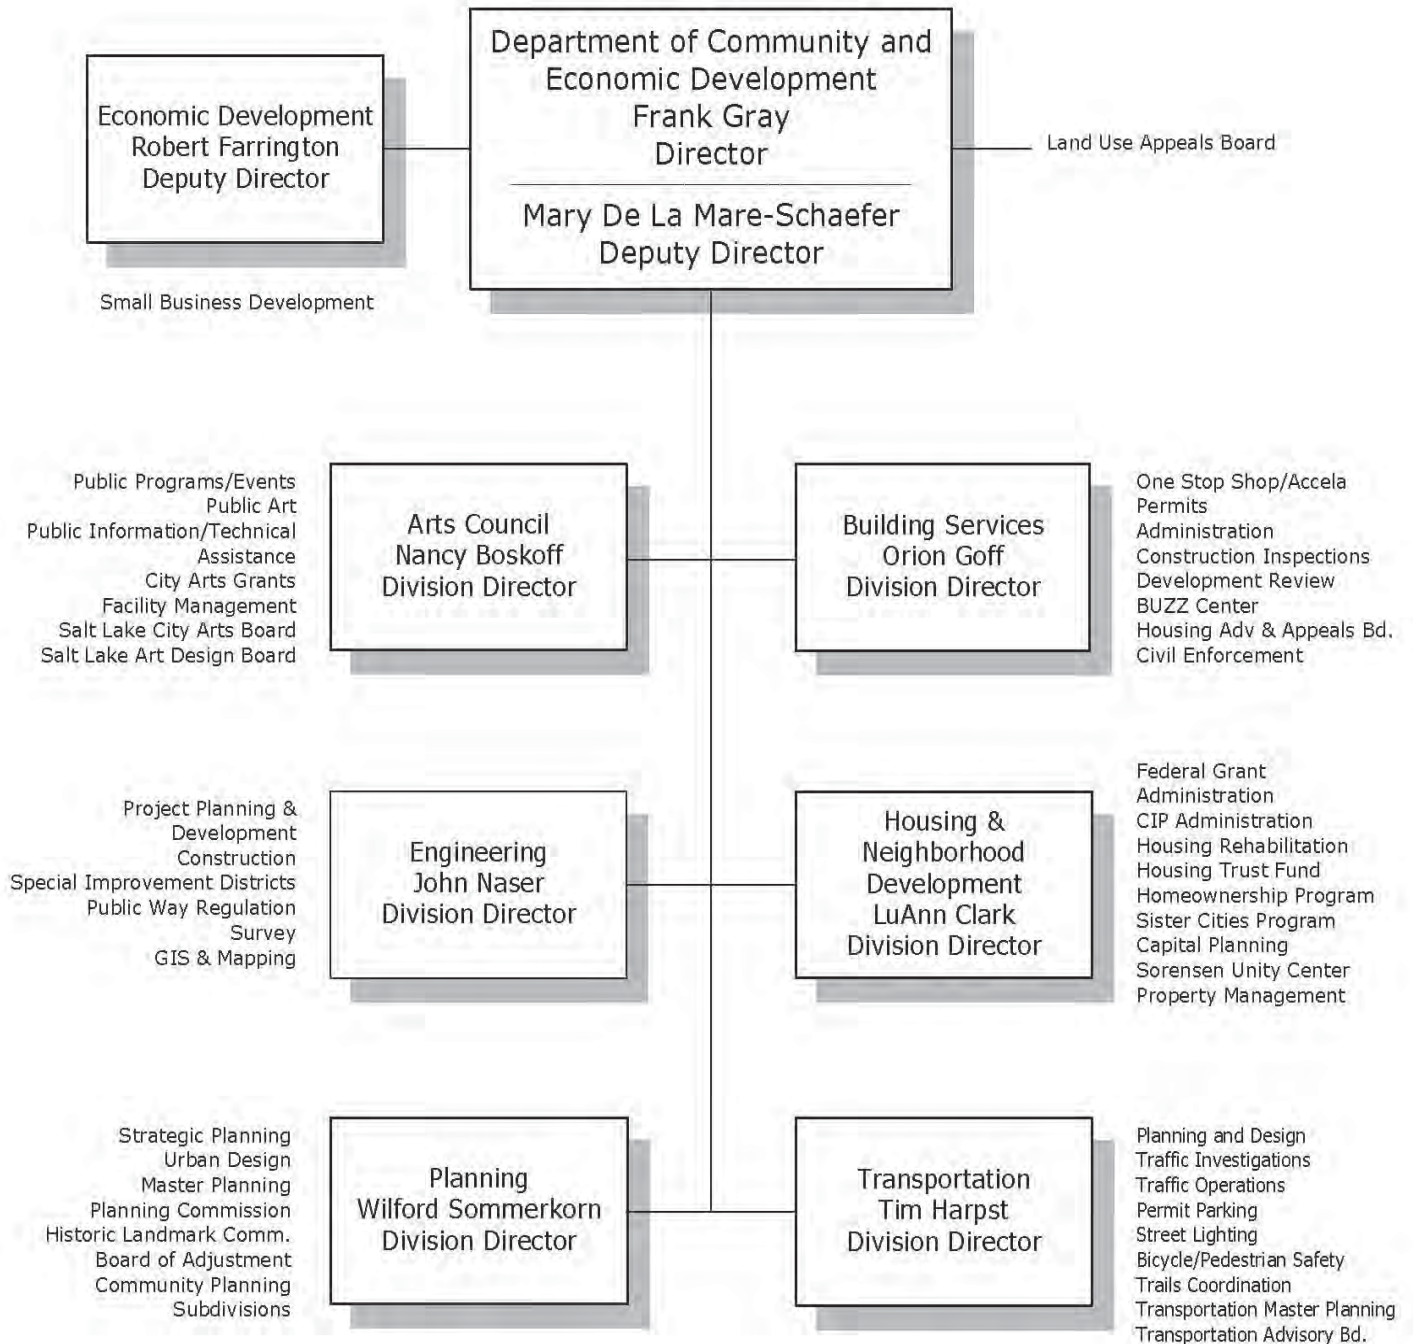 Department of Community and
Economic Development
Frank Gray
Director
Mary De La Mare-Schaefer
Deputy Director
Economic Development
Robert Farrington
Deputy Director
Small Business Development
Land Use Appeals Board
Public Programs/Events
Public Art
Public Information/Technical
Assistance
City Arts Grants
Facility Management
Salt Lake City Arts Board
Salt Lake Art Design Board
Arts Council
Nancy Boskoff
Division Director
Building Services
Orion Goff
Division Director
One Stop Shop/Accela
Permits
Administration
Construction Inspections
Development Review
BUZZ Center
Housing Adv & Appeals Bd.
Civil Enforcement
Project Planning &
Development
Construction
Special Improvement Districts
Public Way Regulation
Survey
GIS & Mapping
Engineering
John Naser
Division Director
Housing &
Neighborhood
Development
LuAnn Clark
Division Director
Federal Grant
Administration
CIP Administration
Housing Rehabilitation
Housing Trust Fund
Homeownership Program
Sister Cities Program
Capital Planning
Sorensen Unity Center
Property Management
Strategic Planning
Urban Design
Master Planning
Planning Commission
Historic Landmark Comm.
Board of Adjustment
Community Planning
Subdivisions
Planning
Wilford Sommerkorn
Division Director
Transportation
Tim Harpst
Division Director
Planning and Design
Traffic Investigations
Traffic Operations
Permit Parking
Street Lighting
Bicycle/Pedestrian Safety
Trails Coordination
Transportation Master Planning
Transportation Advisory Bd.